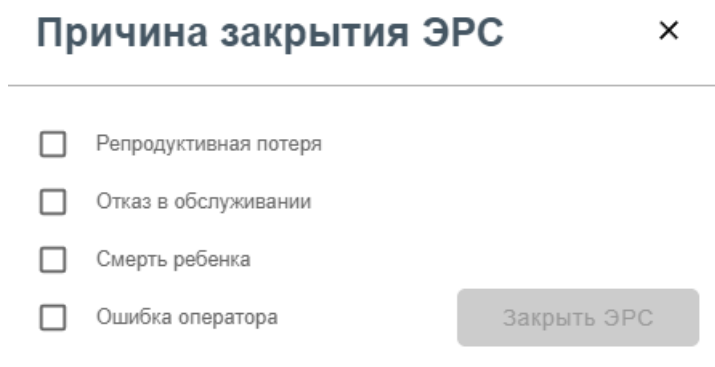 Причина закрытия ЭРС
Репродуктивная потеря
Отказ в обслуживании
Смерть ребенка
Ошибка оператора
Закрыть ЭРС